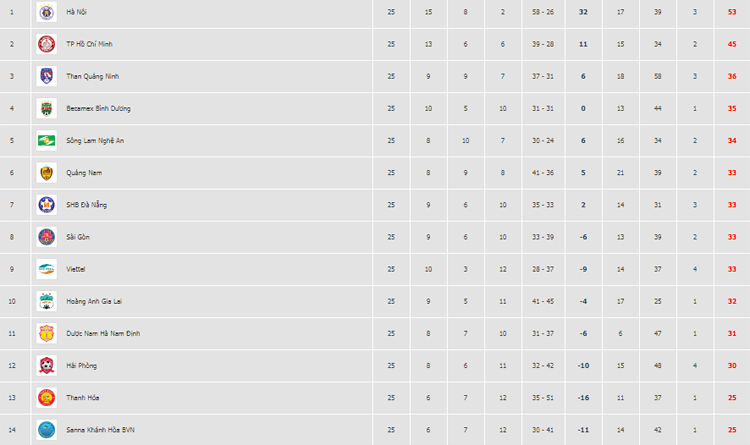 1 Hà Nội 25 15 8 2 58 - 26 32 17 39 3 53
2 TP Hồ Chí Minh 25 13 6 6 39 - 28 11 15 34 2 45
3 Than Quảng Ninh 25 9 9 7 37 - 31 6 18 58 3 36
4 Becamex Bình Dương 25 10 5 10 31 - 31 0 13 44 1 35
5 Sông Lam Nghệ An 25 8 10 7 30 - 24 6 16 34 2 34
6 Quảng Nam 25 8 9 8 41 - 36 5 21 39 2 33
7 SHB Đà Nẵng 25 9 6 10 35 - 33 2 14 31 3 33
8 Sài Gòn 25 9 6 10 33 - 39 -6 13 39 2 33
9 Viettel 25 10 3 12 28 - 37 -9 14 37 4 33
10 Hoàng Anh Gia Lai 25 9 5 11 41 - 45 -4 17 25 1 32
11 Dược Nam Hà Nam Định 25 8 7 10 31 - 37 -6 6 47 1 31
12 Hải Phòng 25 8 6 11 32 - 42 -10 15 48 4 30
13 Thanh Hóa 25 6 7 12 35 - 51 -16 11 37 1 25
14 Sanna Khánh Hòa BVN 25 6 7 12 30 - 41 -11 14 42 1 25